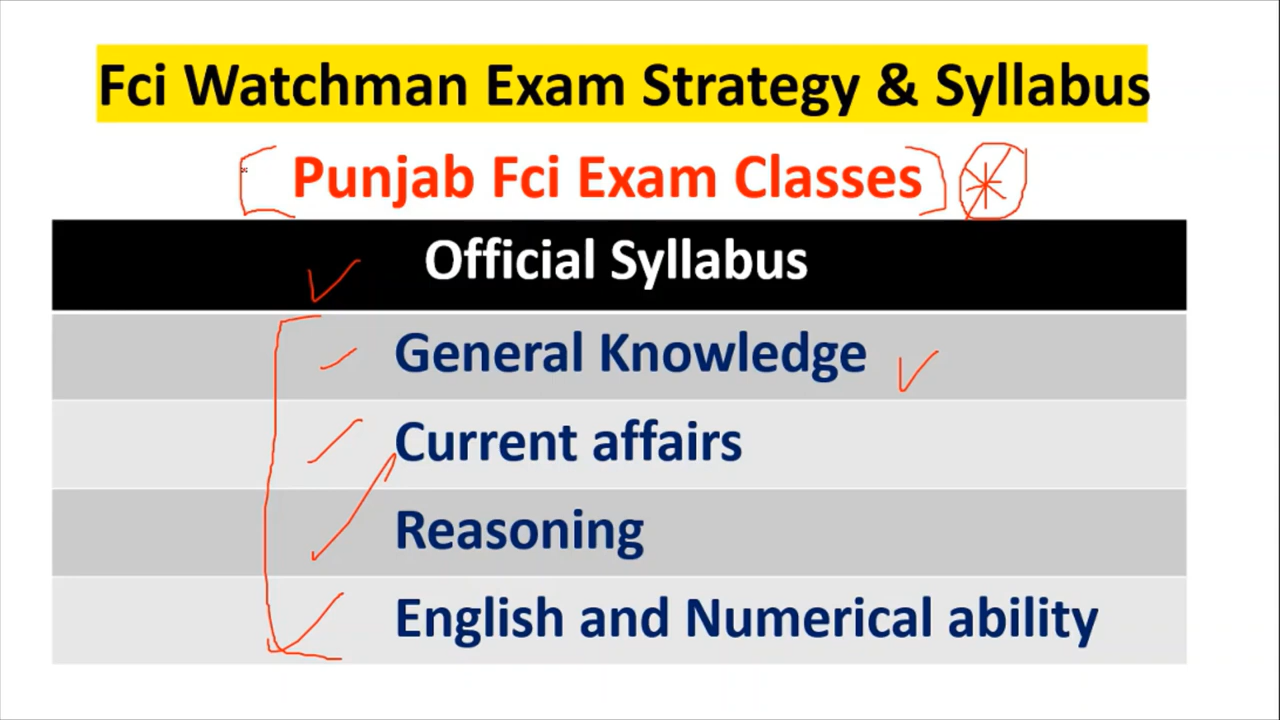 Fci Watchman Exam Strategy & Syllabus
Punjab Fci Exam Classes
Official Syllabus
General Knowledge
Current affairs
Reasoning
English and Numerical ability